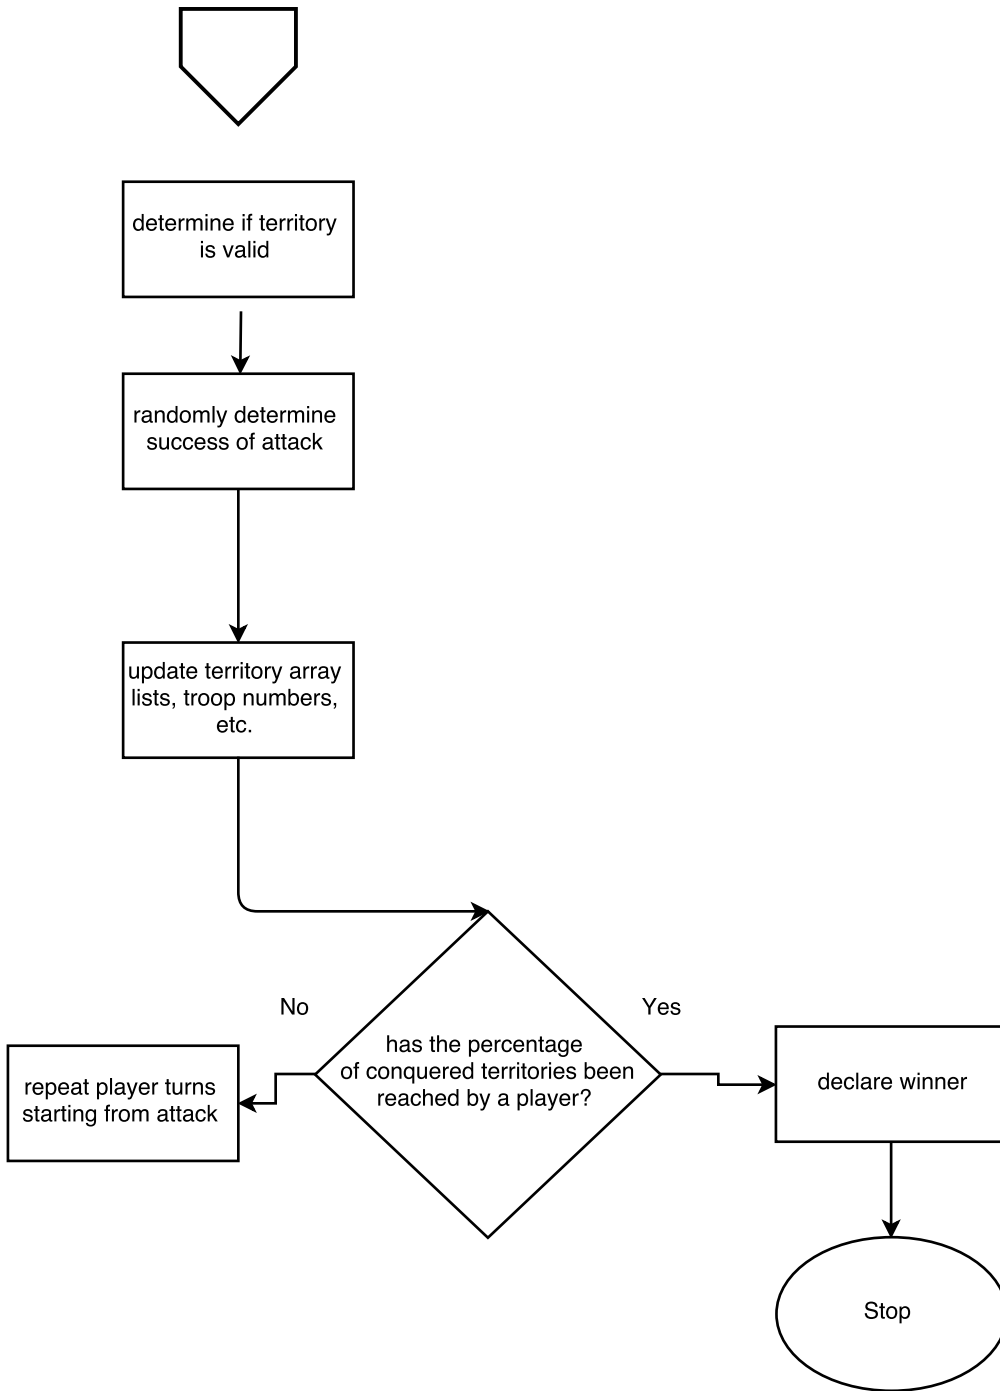 determine if territory
is valid
randomly determine
success of attack
update territory array
lists, troop numbers,
etc.
No
Yes
has the percentage
of conquered territories been
reached by a player?
repeat player turns
starting from attack
declare winner
Stop